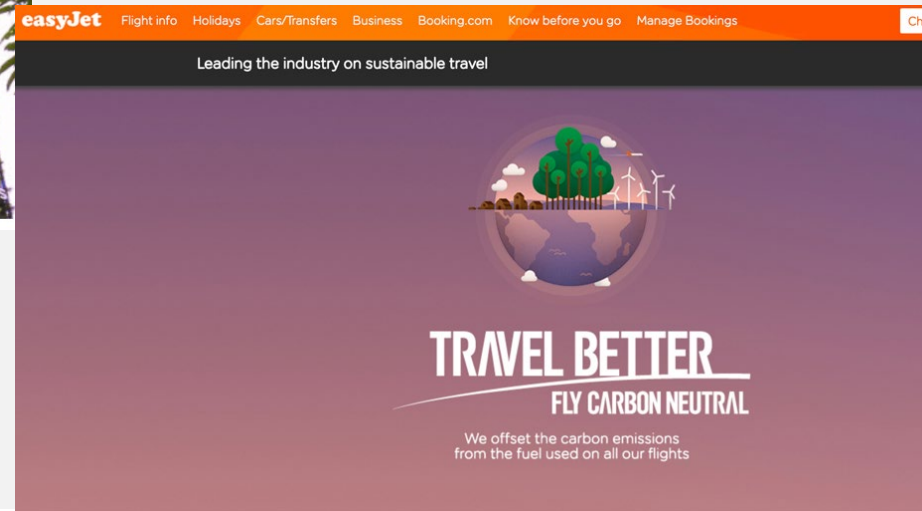 easyJet Flight info Holidays Cars/Transfers Business Booking.com Know before you go Manage Bookings Ch
Leading the industry on sustainable travel
TRAVEL BETTER
FLY CARBON NEUTRAL
We offset the carbon emissions
from the fuel used on all our flights